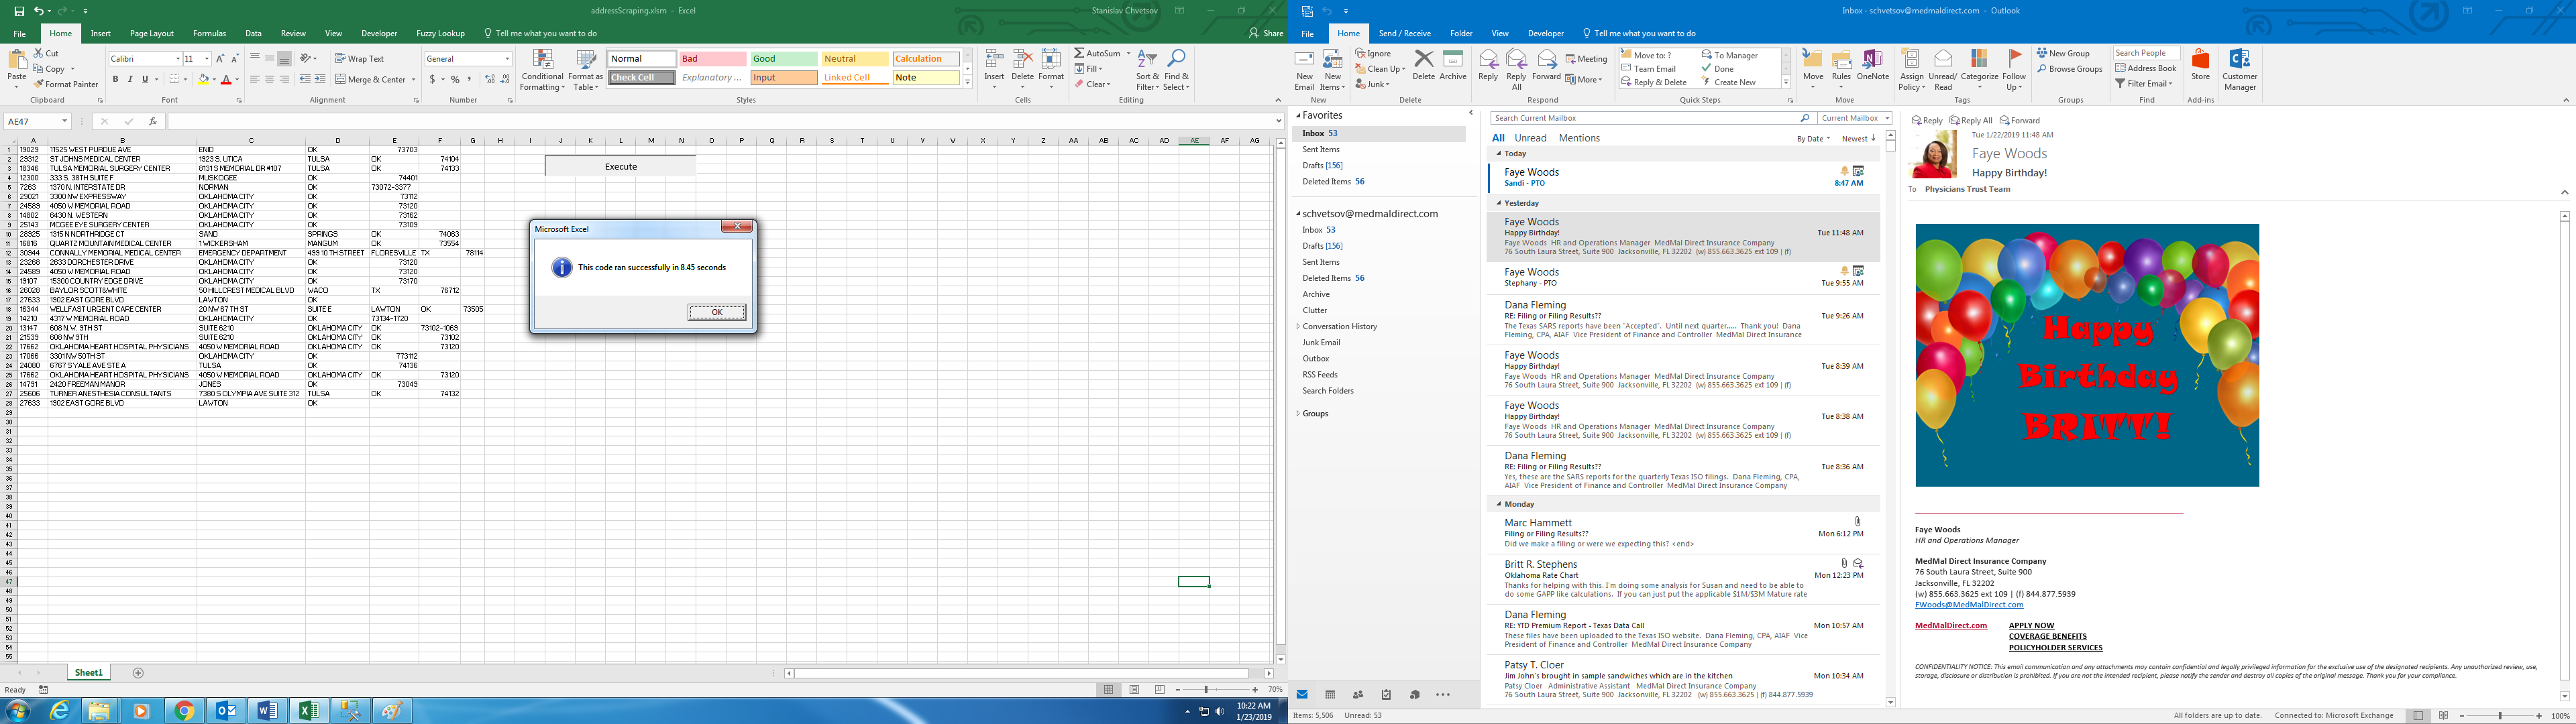 addressScraping.xlsm - Excel
Stanislav Chvetsov
File Home Insert Page Layout Formulas Data Review View Developer Fuzzy Lookup Tell me what you want to do
Share
Paste
Cut
Copy
Format Painter
Clipboard
Calibri 11
B I U
Font
Wrap Text
Merge & Center
Alignment
General
$ % ,
Number
Conditional Formatting
Format as Table
Normal Bad Good Neutral Calculation
Check Cell Explanatory ... Input Linked Cell Note
Styles
Insert Delete Format
Cells
AutoSum
Fill
Clear
Sort & Filter
Find & Select
Editing
AE47
fx
A B C D E F G H I J K L M N O P Q R S T U V W X Y Z AA AB AC AD AE AF AG
1 19029 11525 WEST PURDUE AVE ENID OK 73703
2 29312 ST JOHNS MEDICAL CENTER 1923 S. UTICA TULSA OK 74104
3 18346 TULSA MEMORIAL SURGERY CENTER 8131 S MEMORIAL DR #107 TULSA OK 74133
4 12300 333 S. 38TH SUITE F MUSKOGEE OK 74401
5 7263 1370 N. INTERSTATE DR NORMAN OK 73072-3377
6 29021 3300 NW EXPRESSWAY OKLAHOMA CITY OK 73112
7 24589 4050 W MEMORIAL ROAD OKLAHOMA CITY OK 73120
8 14802 6430 N. WESTERN OKLAHOMA CITY OK 73162
9 25143 MCGEE EYE SURGERY CENTER OKLAHOMA CITY OK 73109
10 28925 1315 N NORTHRIDGE CT SAND SPRINGS OK 74063
11 16816 QUARTZ MOUNTAIN MEDICAL CENTER 1 WICKERSHAM MANGUM OK 73554
12 30944 CONNALLY MEMORIAL MEDICAL CENTER EMERGENCY DEPARTMENT 499 10TH STREET FLORESVILLE TX 78114
13 23268 2633 DORCHESTER DRIVE OKLAHOMA CITY OK 73120
14 24589 4050 W MEMORIAL ROAD OKLAHOMA CITY OK 73120
15 19107 15300 COUNTRY EDGE DRIVE OKLAHOMA CITY OK 73170
16 26028 BAYLOR SCOTT&WHITE 50 HILLCREST MEDICAL BLVD WACO TX 76712
17 27633 1902 EAST GORE BLVD LAWTON OK
18 16344 WELLFAST URGENT CARE CENTER 20 NW 67TH ST SUITE E LAWTON OK 73505
19 14210 4317 W MEMORIAL ROAD OKLAHOMA CITY OK 73134-1720
20 13147 608 N.W. 9TH ST SUITE 6210 OKLAHOMA CITY OK 73102-1069
21 21539 608 NW 9TH SUITE 6210 OKLAHOMA CITY OK 73102
22 17662 OKLAHOMA HEART HOSPITAL PHYSICIANS 4050 W MEMORIAL ROAD OKLAHOMA CITY OK 73120
23 17066 3301 NW 50TH ST OKLAHOMA CITY OK 773112
24 24080 6767 S YALE AVE STE A TULSA OK 74136
25 17662 OKLAHOMA HEART HOSPITAL PHYSICIANS 4050 W MEMORIAL ROAD OKLAHOMA CITY OK 73120
26 14791 2420 FREEMAN MANOR JONES OK 73049
27 25606 TURNER ANESTHESIA CONSULTANTS 7380 S OLYMPIA AVE SUITE 312 TULSA OK 74132
28 27633 1902 EAST GORE BLVD LAWTON OK
29
30
31
32
33
34
35
36
37
38
39
40
41
42
43
44
45
46
47
48
49
50
51
52
53
54
55
Execute
Microsoft Excel
This code ran successfully in 8.45 seconds
OK
Sheet1
Ready
70%
10:22 AM
1/23/2019
Inbox - schvetsov@medmaldirect.com - Outlook
File Home Send / Receive Folder View Developer Tell me what you want to do
New Email
New Items
New
Ignore
Clean Up
Junk
Delete Archive
Delete
Reply
Reply All
Forward
Meeting
More
Respond
Move to: ? To Manager
Team Email Done
Reply & Delete Create New
Quick Steps
Move Rules OneNote
Move
Assign Policy
Unread/ Read
Categorize
Follow Up
Tags
New Group
Browse Groups
Groups
Search People
Address Book
Filter Email
Find
Store
Add-ins
Customer Manager
Favorites
Inbox 53
Sent Items
Drafts [156]
Deleted Items 56
schvetsov@medmaldirect.com
Inbox 53
Drafts [156]
Sent Items
Deleted Items 56
Archive
Clutter
Conversation History
Junk Email
Outbox
RSS Feeds
Search Folders
Groups
Search Current Mailbox
Current Mailbox
All Unread Mentions
By Date Newest
Today
Faye Woods
Sandi - PTO 8:47 AM
Yesterday
Faye Woods
Happy Birthday! Tue 11:48 AM
Faye Woods HR and Operations Manager MedMal Direct Insurance Company
76 South Laura Street, Suite 900 Jacksonville, FL 32202 (w) 855.663.3625 ext 109 | (f)
Faye Woods
Stephany - PTO Tue 9:55 AM
Dana Fleming
RE: Filing or Filing Results?? Tue 9:26 AM
The Texas SARS reports have been "Accepted". Until next quarter...... Thank you! Dana
Fleming, CPA, AIAF Vice President of Finance and Controller MedMal Direct Insurance
Faye Woods
Happy Birthday! Tue 8:39 AM
Faye Woods HR and Operations Manager MedMal Direct Insurance Company
76 South Laura Street, Suite 900 Jacksonville, FL 32202 (w) 855.663.3625 ext 109 | (f)
Faye Woods
Happy Birthday! Tue 8:38 AM
Faye Woods HR and Operations Manager MedMal Direct Insurance Company
76 South Laura Street, Suite 900 Jacksonville, FL 32202 (w) 855.663.3625 ext 109 | (f)
Dana Fleming
RE: Filing or Filing Results?? Tue 8:36 AM
Yes, these are the SARS reports for the quarterly Texas ISO filings. Dana Fleming, CPA,
AIAF Vice President of Finance and Controller MedMal Direct Insurance Company
Monday
Marc Hammett
Filing or Filing Results?? Mon 6:12 PM
Did we make a filing or were we expecting this? <end>
Britt R. Stephens
Oklahoma Rate Chart Mon 12:23 PM
Thanks for helping with this. I'm doing some analysis for Susan and need to be able to
do some GAPP like calculations. If you can just put the applicable $1M/$3M Mature rate
Dana Fleming
RE: YTD Premium Report - Texas Data Call Mon 10:57 AM
These files have been uploaded to the Texas ISO website. Dana Fleming, CPA, AIAF Vice
President of Finance and Controller MedMal Direct Insurance Company
Patsy T. Cloer
Jim John's brought in sample sandwiches which are in the kitchen Mon 10:34 AM
Patsy Cloer Administrative Assistant MedMal Direct Insurance Company
76 South Laura Street, Suite 900 Jacksonville, FL 32202 (w) 855.663.3625 | (f) 844.877.5939
Reply Reply All Forward
Tue 1/22/2019 11:48 AM
Faye Woods
Happy Birthday!
To Physicians Trust Team
Happy
Birthday
BRITT!
Faye Woods
HR and Operations Manager
MedMal Direct Insurance Company
76 South Laura Street, Suite 900
Jacksonville, FL 32202
(w) 855.663.3625 ext 109 | (f) 844.877.5939
FWoods@MedMalDirect.com
MedMalDirect.com APPLY NOW
COVERAGE BENEFITS
POLICYHOLDER SERVICES
CONFIDENTIALITY NOTICE: This email communication and any attachments may contain confidential and legally privileged information for the exclusive use of the designated recipients. Any unauthorized review, use,
storage, disclosure or distribution is prohibited. If you are not the intended recipient, please notify the sender and destroy all copies of the original message. Thank you for your compliance.
Items: 5,506 Unread: 53
All folders are up to date. Connected to: Microsoft Exchange
100%